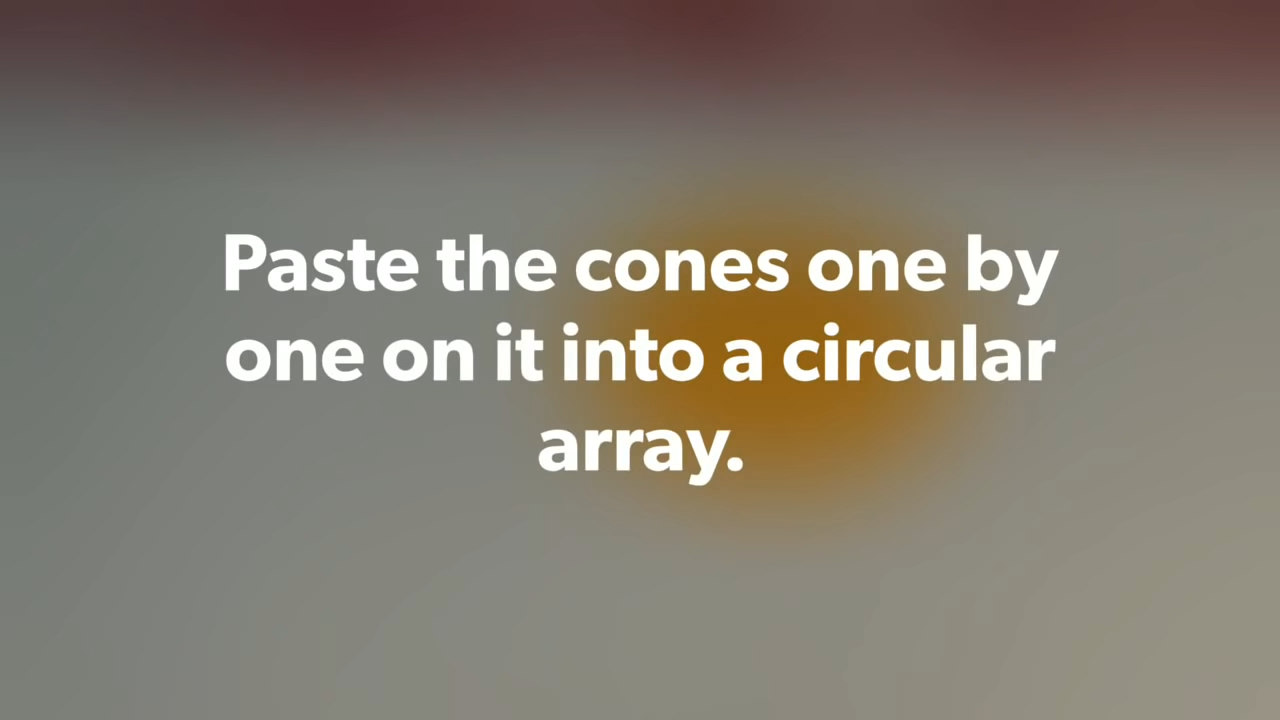 Paste the cones one by
one on it into a circular
array.